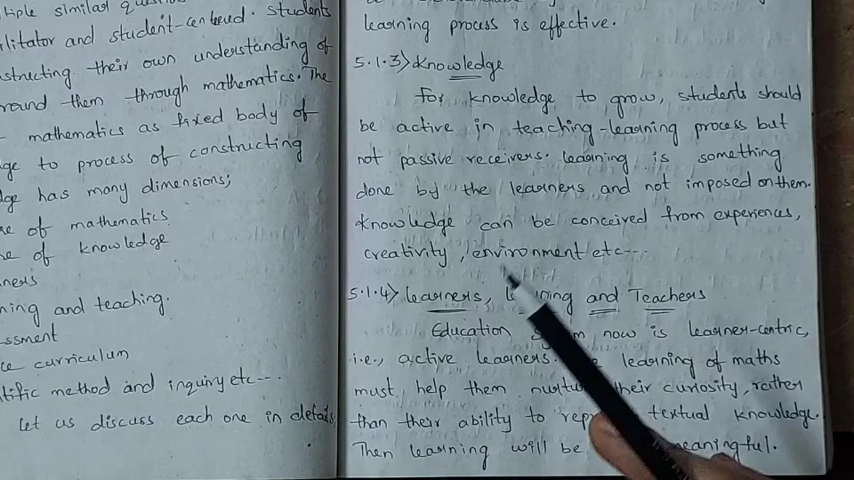 tiple similar
litator and student-centered. students
structing their own understanding of
round them through mathematics. The
mathematics as fixed body of
ge to process of constructing
dge has many dimensions;
re of mathematics
re of knowledge
ners
ning and teaching.
ssment
ce curriculum
tific method and inquiry etc--.
let us discuss each one in details
learning process is effective.
5.1.3> Knowledge
For knowledge to grow, students should
be active in teaching-learning process but
not passive receivers. learning is something
done by the learners and not imposed on them.
Knowledge can be conceived from experiences,
creativity, environment etc---
5.1.4> learners, and Teachers
Education now is learner-centric,
i.e., active learners. learning of maths
must help them their curiosity, rather
than their ability to textual knowledge.
Then learning will be meaningful.